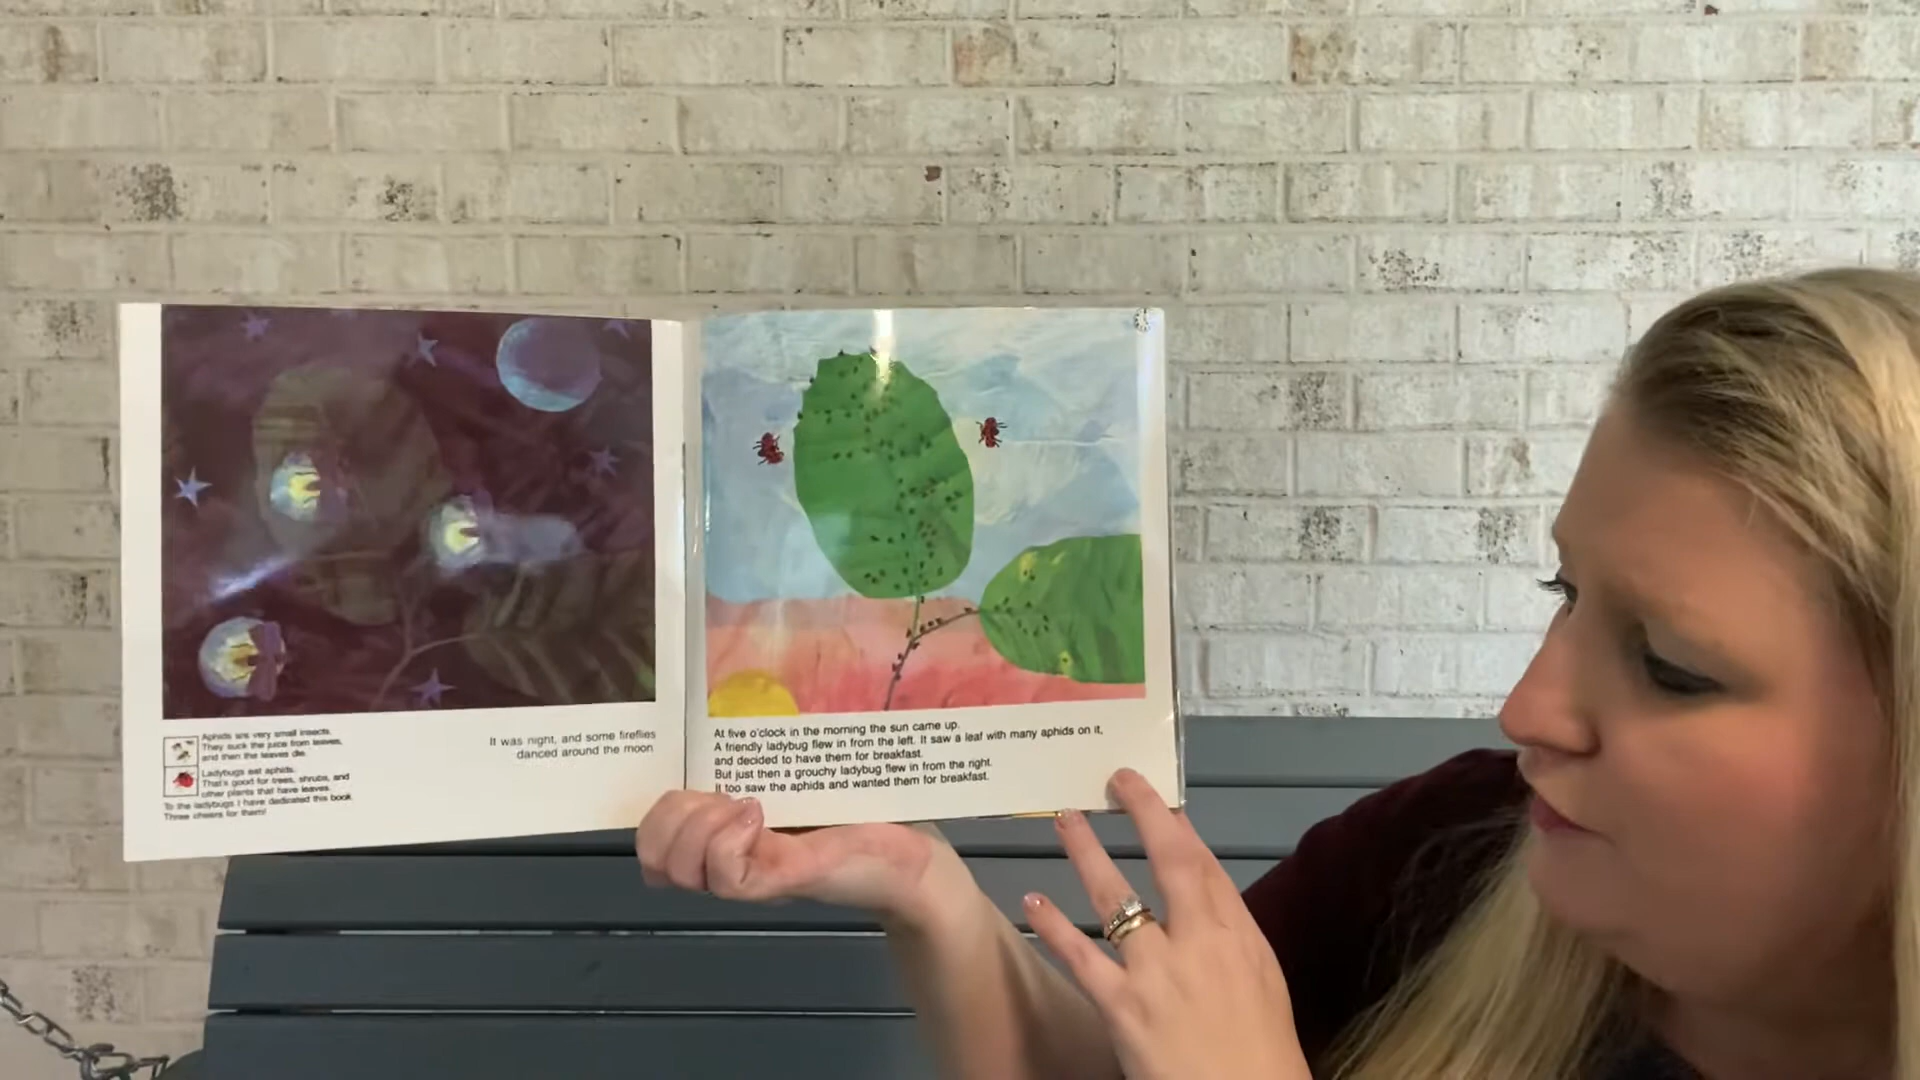 Aphids are very small insects.
They suck the juice from leaves,
and then the leaves die.
Ladybugs eat aphids.
That's good for trees, shrubs, and
other plants that have leaves.
To the ladybugs I have dedicated this book.
Three cheers for them!
It was night, and some fireflies
danced around the moon.
At five o'clock in the morning the sun came up.
A friendly ladybug flew in from the left. It saw a leaf with many aphids on it,
and decided to have them for breakfast.
But just then a grouchy ladybug flew in from the right.
It too saw the aphids and wanted them for breakfast.